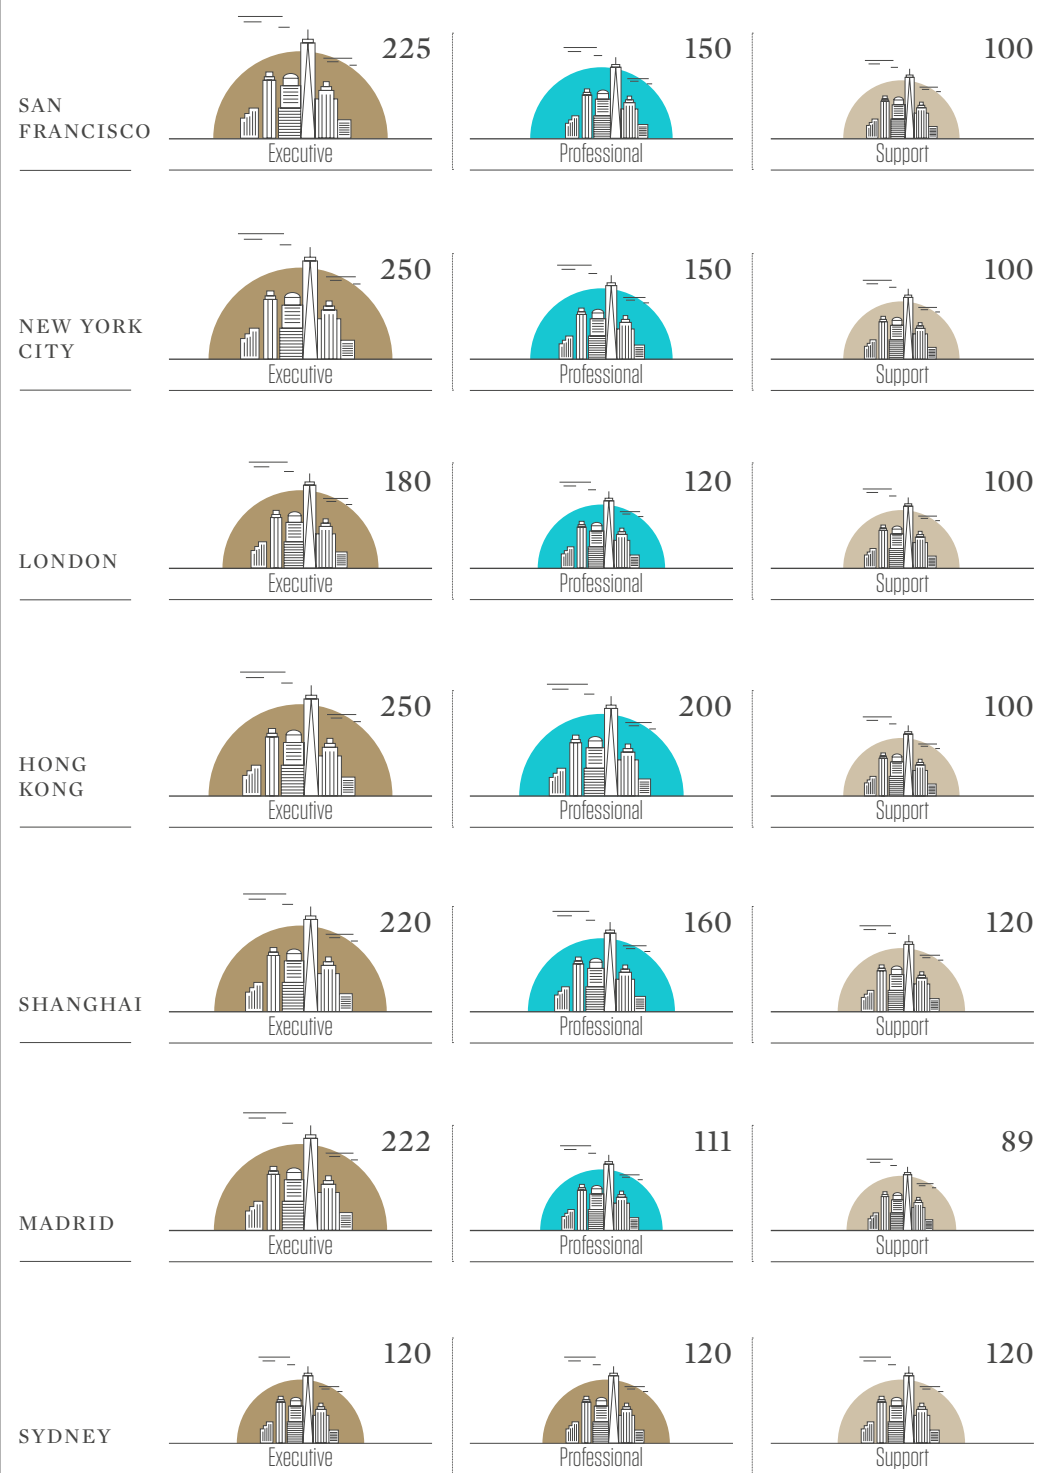 225
150
100
SAN
FRANCISCO
Executive
Professional
Support
250
150
100
NEW YORK
CITY
Executive
Professional
Support
180
120
100
LONDON
Executive
Professional
Support
250
200
100
HONG
KONG
Executive
Professional
Support
220
160
120
SHANGHAI
Executive
Professional
Support
222
111
89
MADRID
Executive
Professional
Support
120
120
120
SYDNEY
Executive
Professional
Support